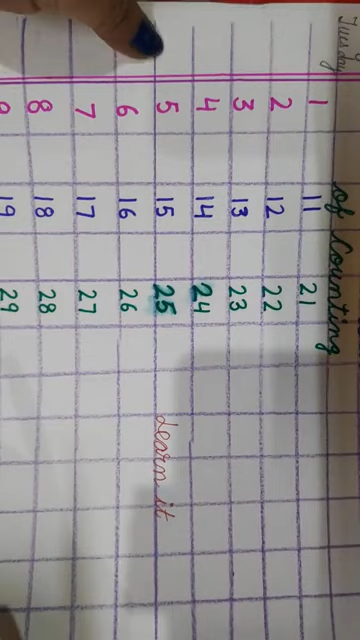 Tuesday
of Counting
1 11 21
2 12 22
3 13 23
4 14 24
5 15 25 Learn it
6 16 26
7 17 27
8 18 28
9 19 29